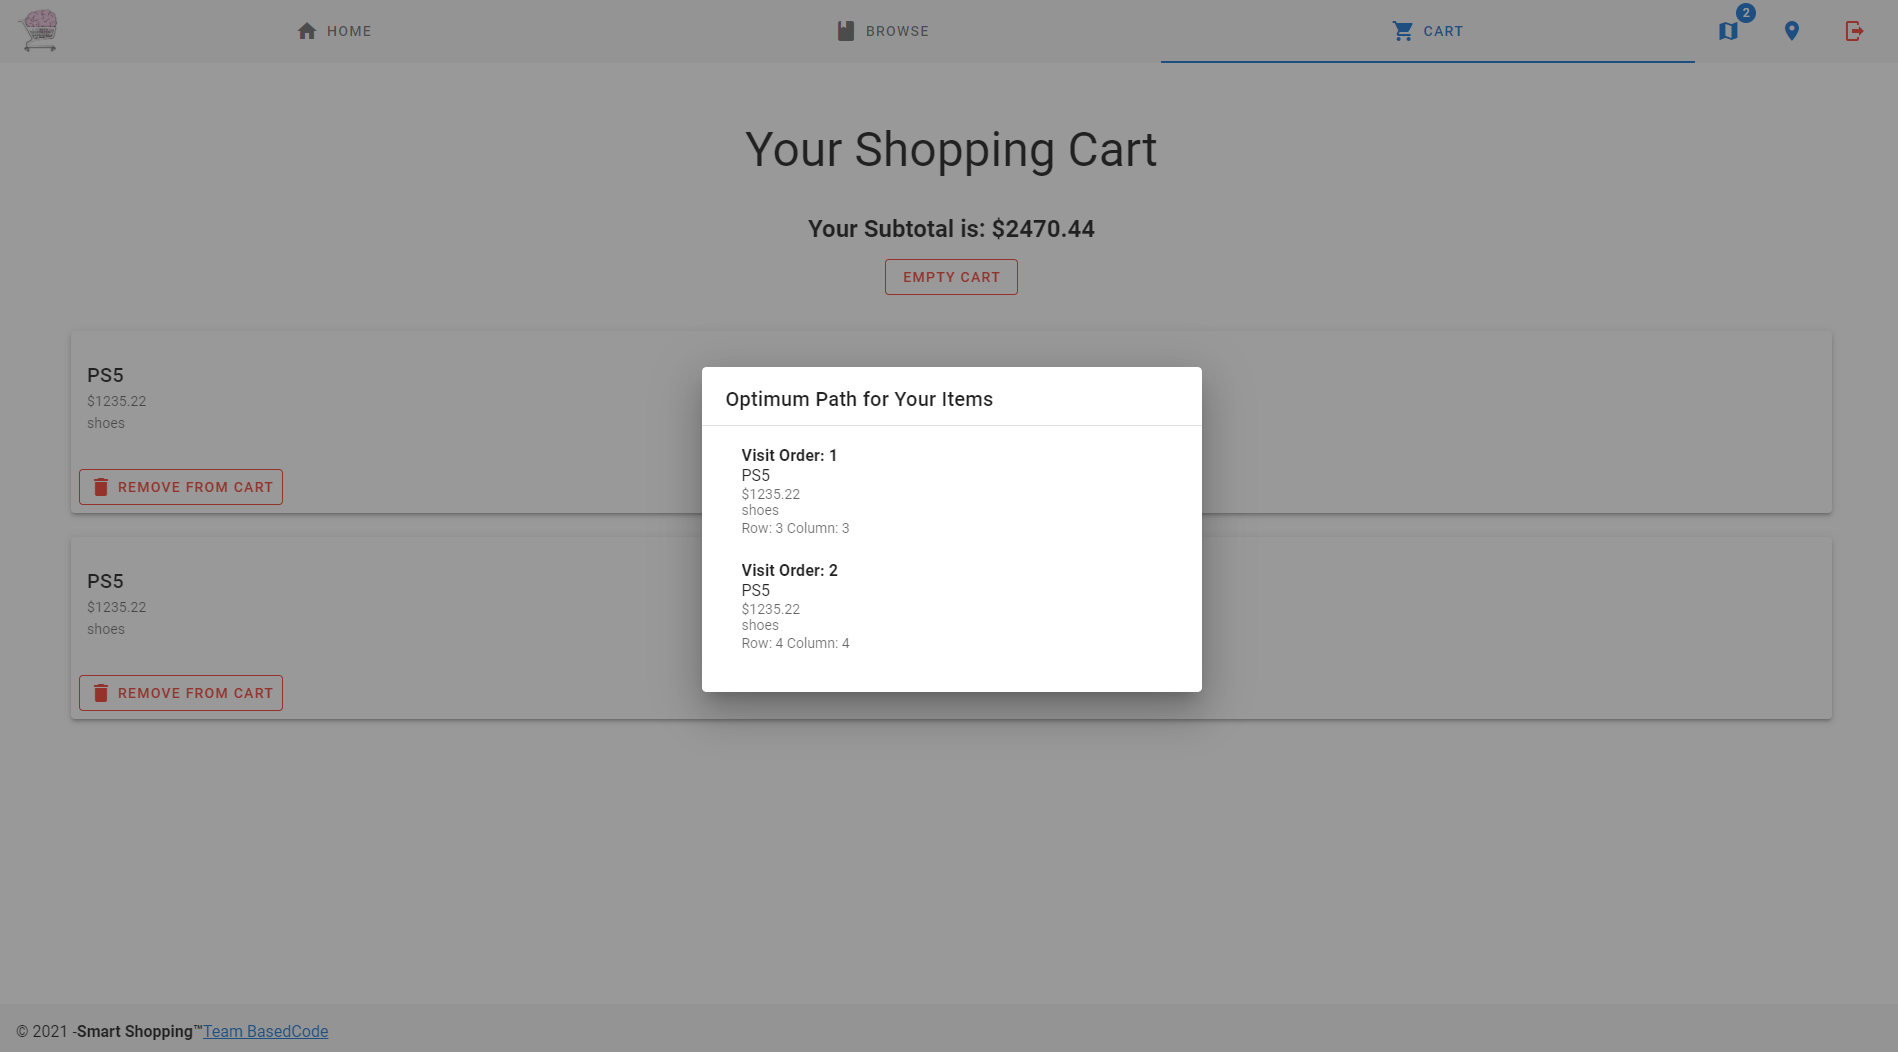 HOME
BROWSE
CART
2
Your Shopping Cart
Your Subtotal is: $2470.44
EMPTY CART
PS5
$1235.22
shoes
REMOVE FROM CART
PS5
$1235.22
shoes
REMOVE FROM CART
Optimum Path for Your Items
Visit Order: 1
PS5
$1235.22
shoes
Row: 3 Column: 3
Visit Order: 2
PS5
$1235.22
shoes
Row: 4 Column: 4
© 2021 -Smart Shopping™Team BasedCode